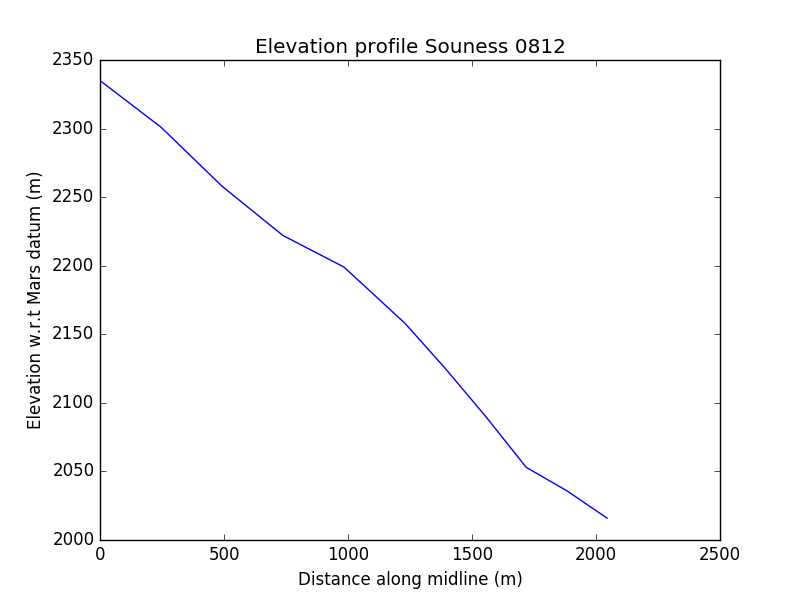 Elevation profile Souness 0812
2350
2300
2250
2200
2150
2100
2050
2000
Elevation w.r.t Mars datum (m)
0 500 1000 1500 2000 2500
Distance along midline (m)